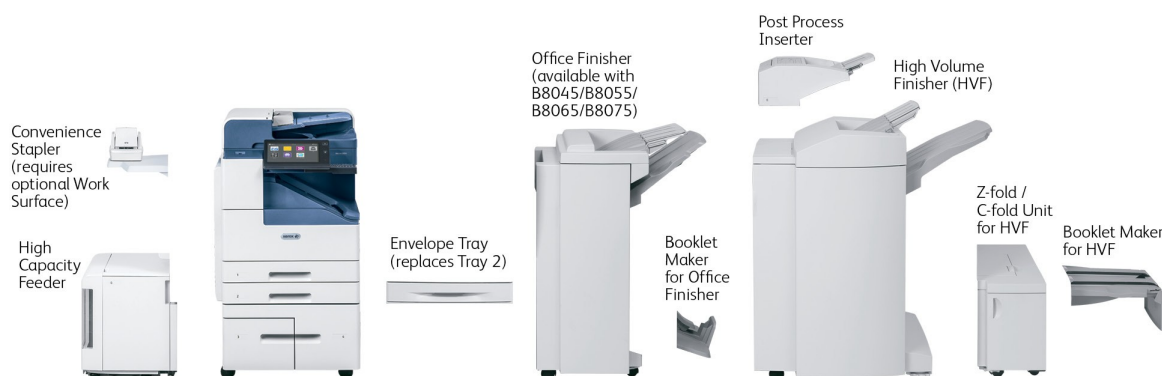 Convenience
Stapler
(requires
optional Work
Surface)
High
Capacity
Feeder
xerox
Envelope Tray
(replaces Tray 2)
Office Finisher
(available with
B8045/B8055/
B8065/B8075)
Booklet
Maker
for Office
Finisher
Post Process
Inserter
High Volume
Finisher (HVF)
Z-fold /
C-fold Unit
for HVF
Booklet Maker
for HVF